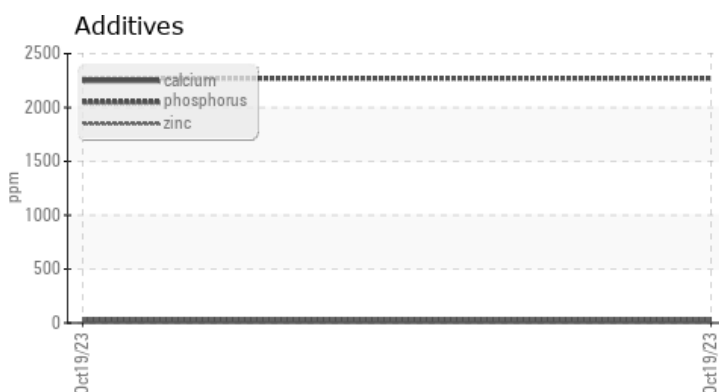 Additives
2500
calcium
phosphorus
2000
zinc
1500
ppm
1000
500
0
Oct19/23
Oct19/23